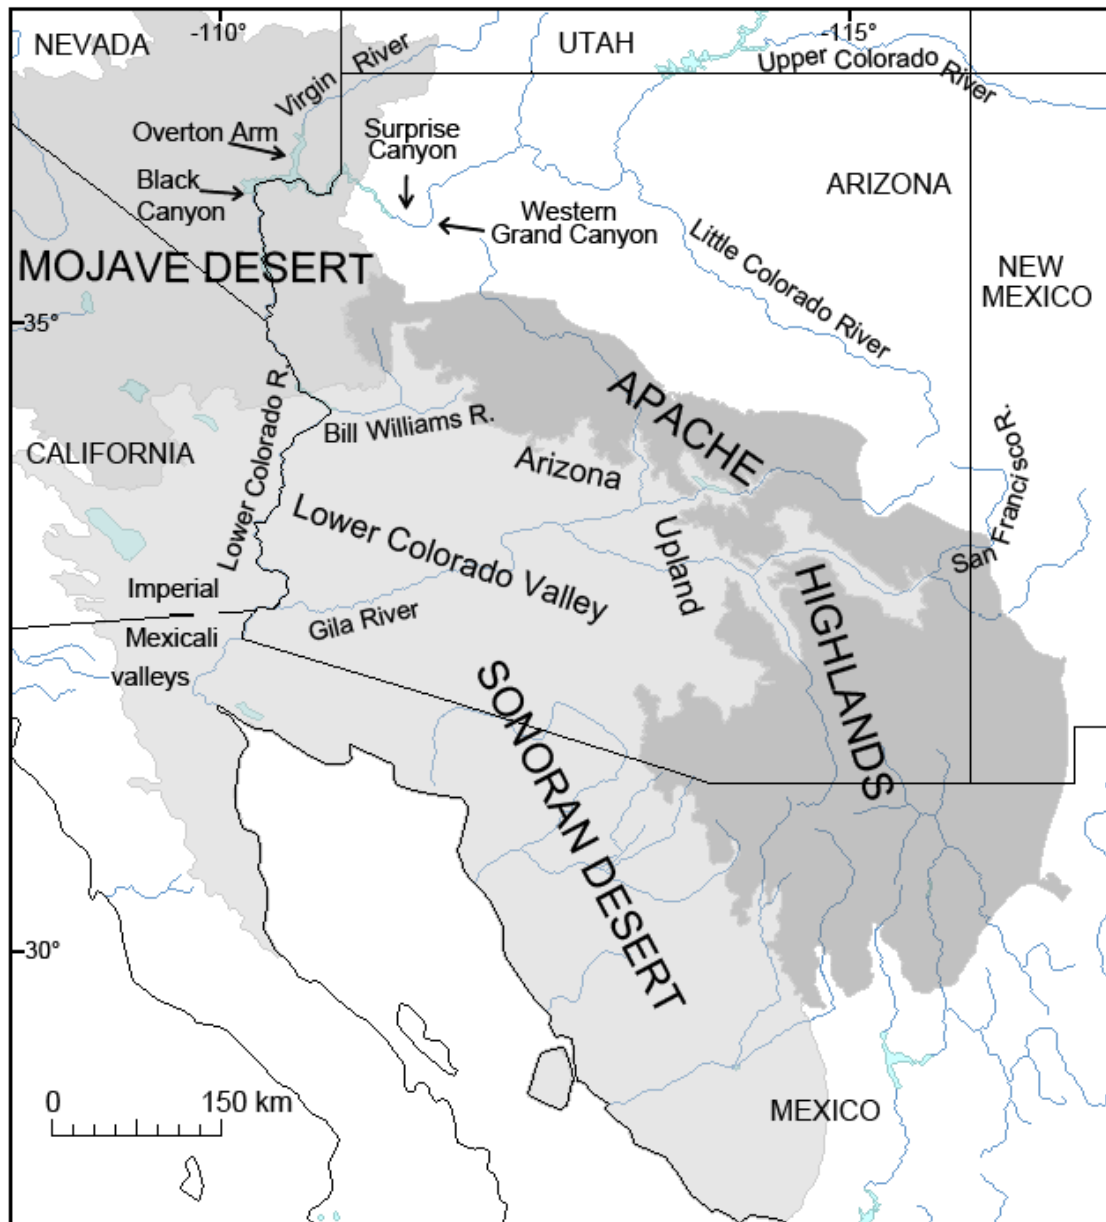 NEVADA
-110°
UTAH
-115°
Upper Colorado River
Virgin River
Overton Arm
Surprise
Canyon
Black
Canyon
ARIZONA
Western
Grand Canyon
Little Colorado River
MOJAVE DESERT
NEW
MEXICO
35°
Lower Colorado R.
APACHE
HIGHLANDS
Bill Williams R.
San Francisco R.
CALIFORNIA
Arizona
Upland
Lower Colorado Valley
Imperial
Gila River
Mexicali
valleys
SONORAN DESERT
30°
0 150 km
MEXICO